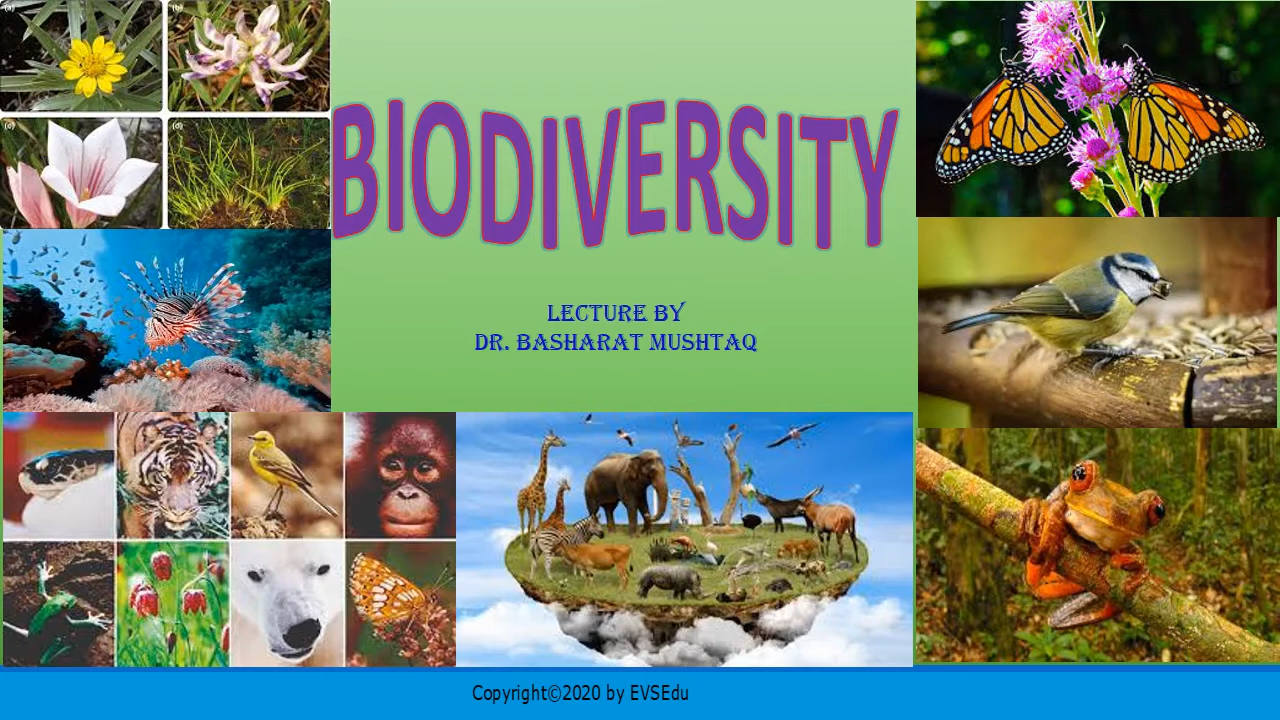 (a)
(b)
(c)
(d)
BIODIVERSITY
LECTURE BY
DR. BASHARAT MUSHTAQ
Copyright©2020 by EVSEdu